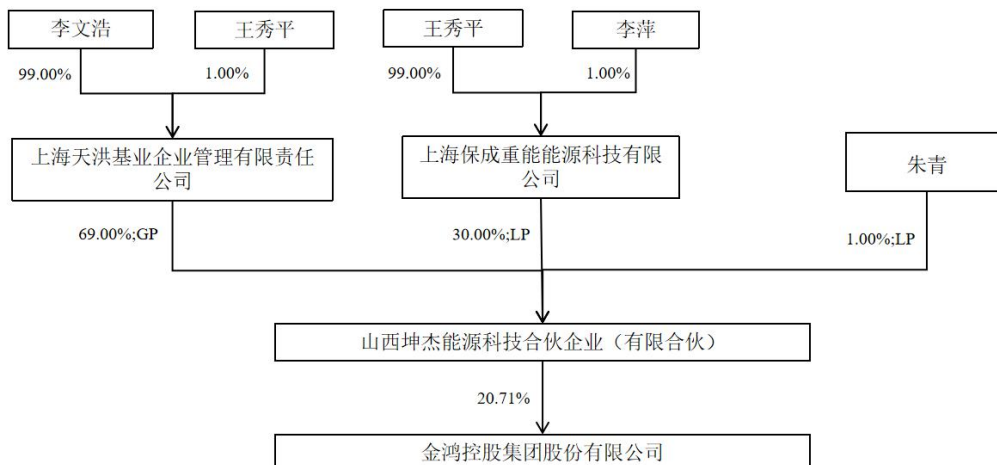 李文浩
王秀平
王秀平
李萍
99.00%
1.00%
99.00%
1.00%
上海天洪基业企业管理有限责任
公司
上海保成重能能源科技有限
公司
朱青
69.00%;GP
30.00%;LP
1.00%;LP
山西坤杰能源科技合伙企业（有限合伙）
20.71%
金鸿控股集团股份有限公司